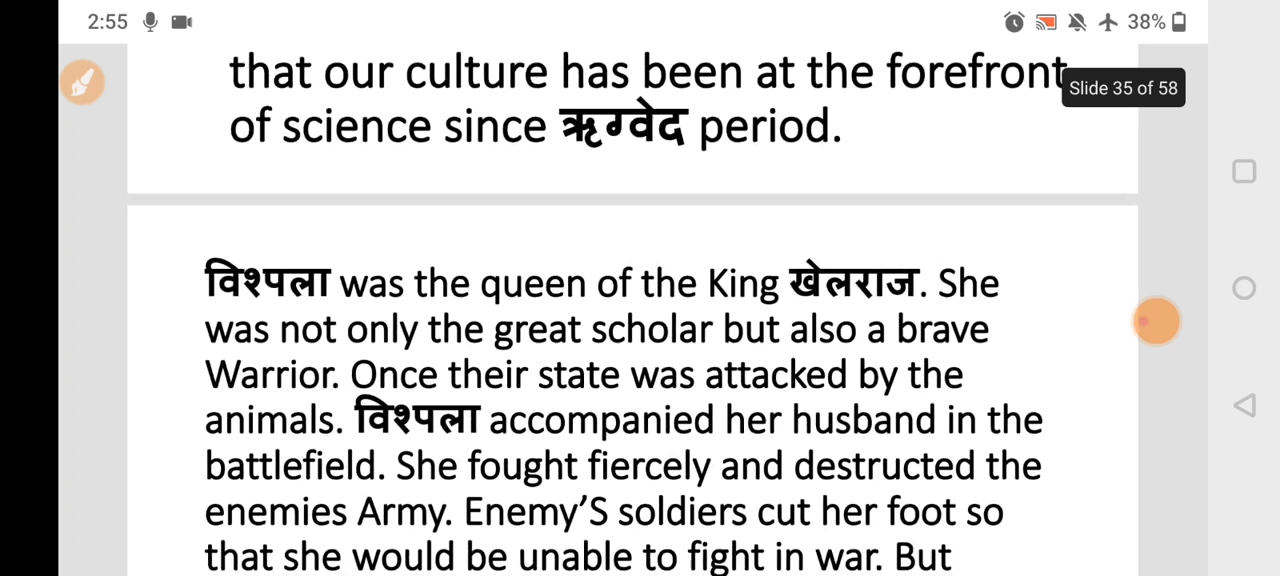 2:55
38%
that our culture has been at the forefront
Slide 35 of 58
of science since ऋग्वेद period.
विश्पला was the queen of the King खेलराज. She
was not only the great scholar but also a brave
Warrior. Once their state was attacked by the
animals. विश्पला accompanied her husband in the
battlefield. She fought fiercely and destructed the
enemies Army. Enemy’S soldiers cut her foot so
that she would be unable to fight in war. But